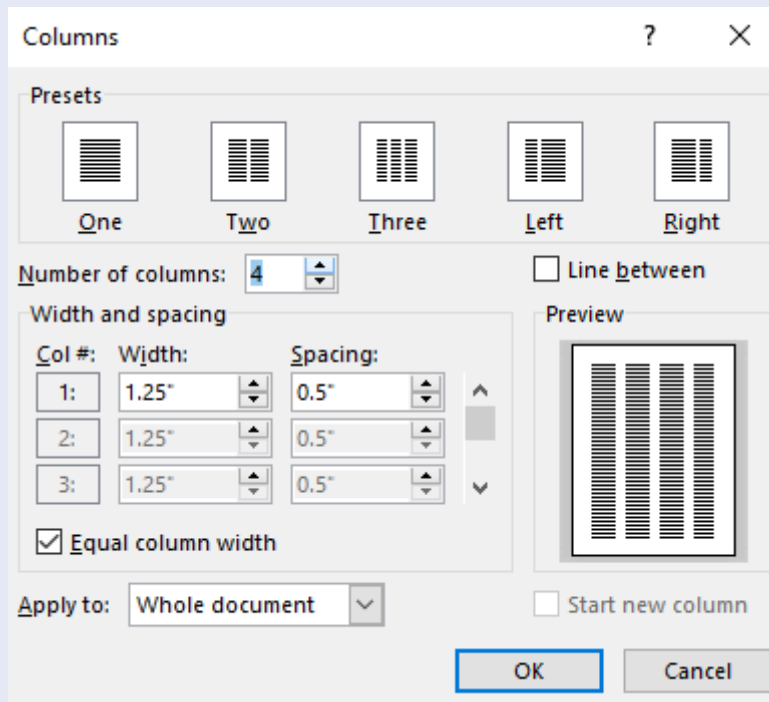 Columns ?
Presets
One Two Three Left Right
Number of columns: 4 Line between
Width and spacing Preview
Col #: Width: Spacing:
1: 1.25" 0.5"
2: 1.25" 0.5"
3: 1.25" 0.5"
Equal column width
Apply to: Whole document Start new column
OK Cancel